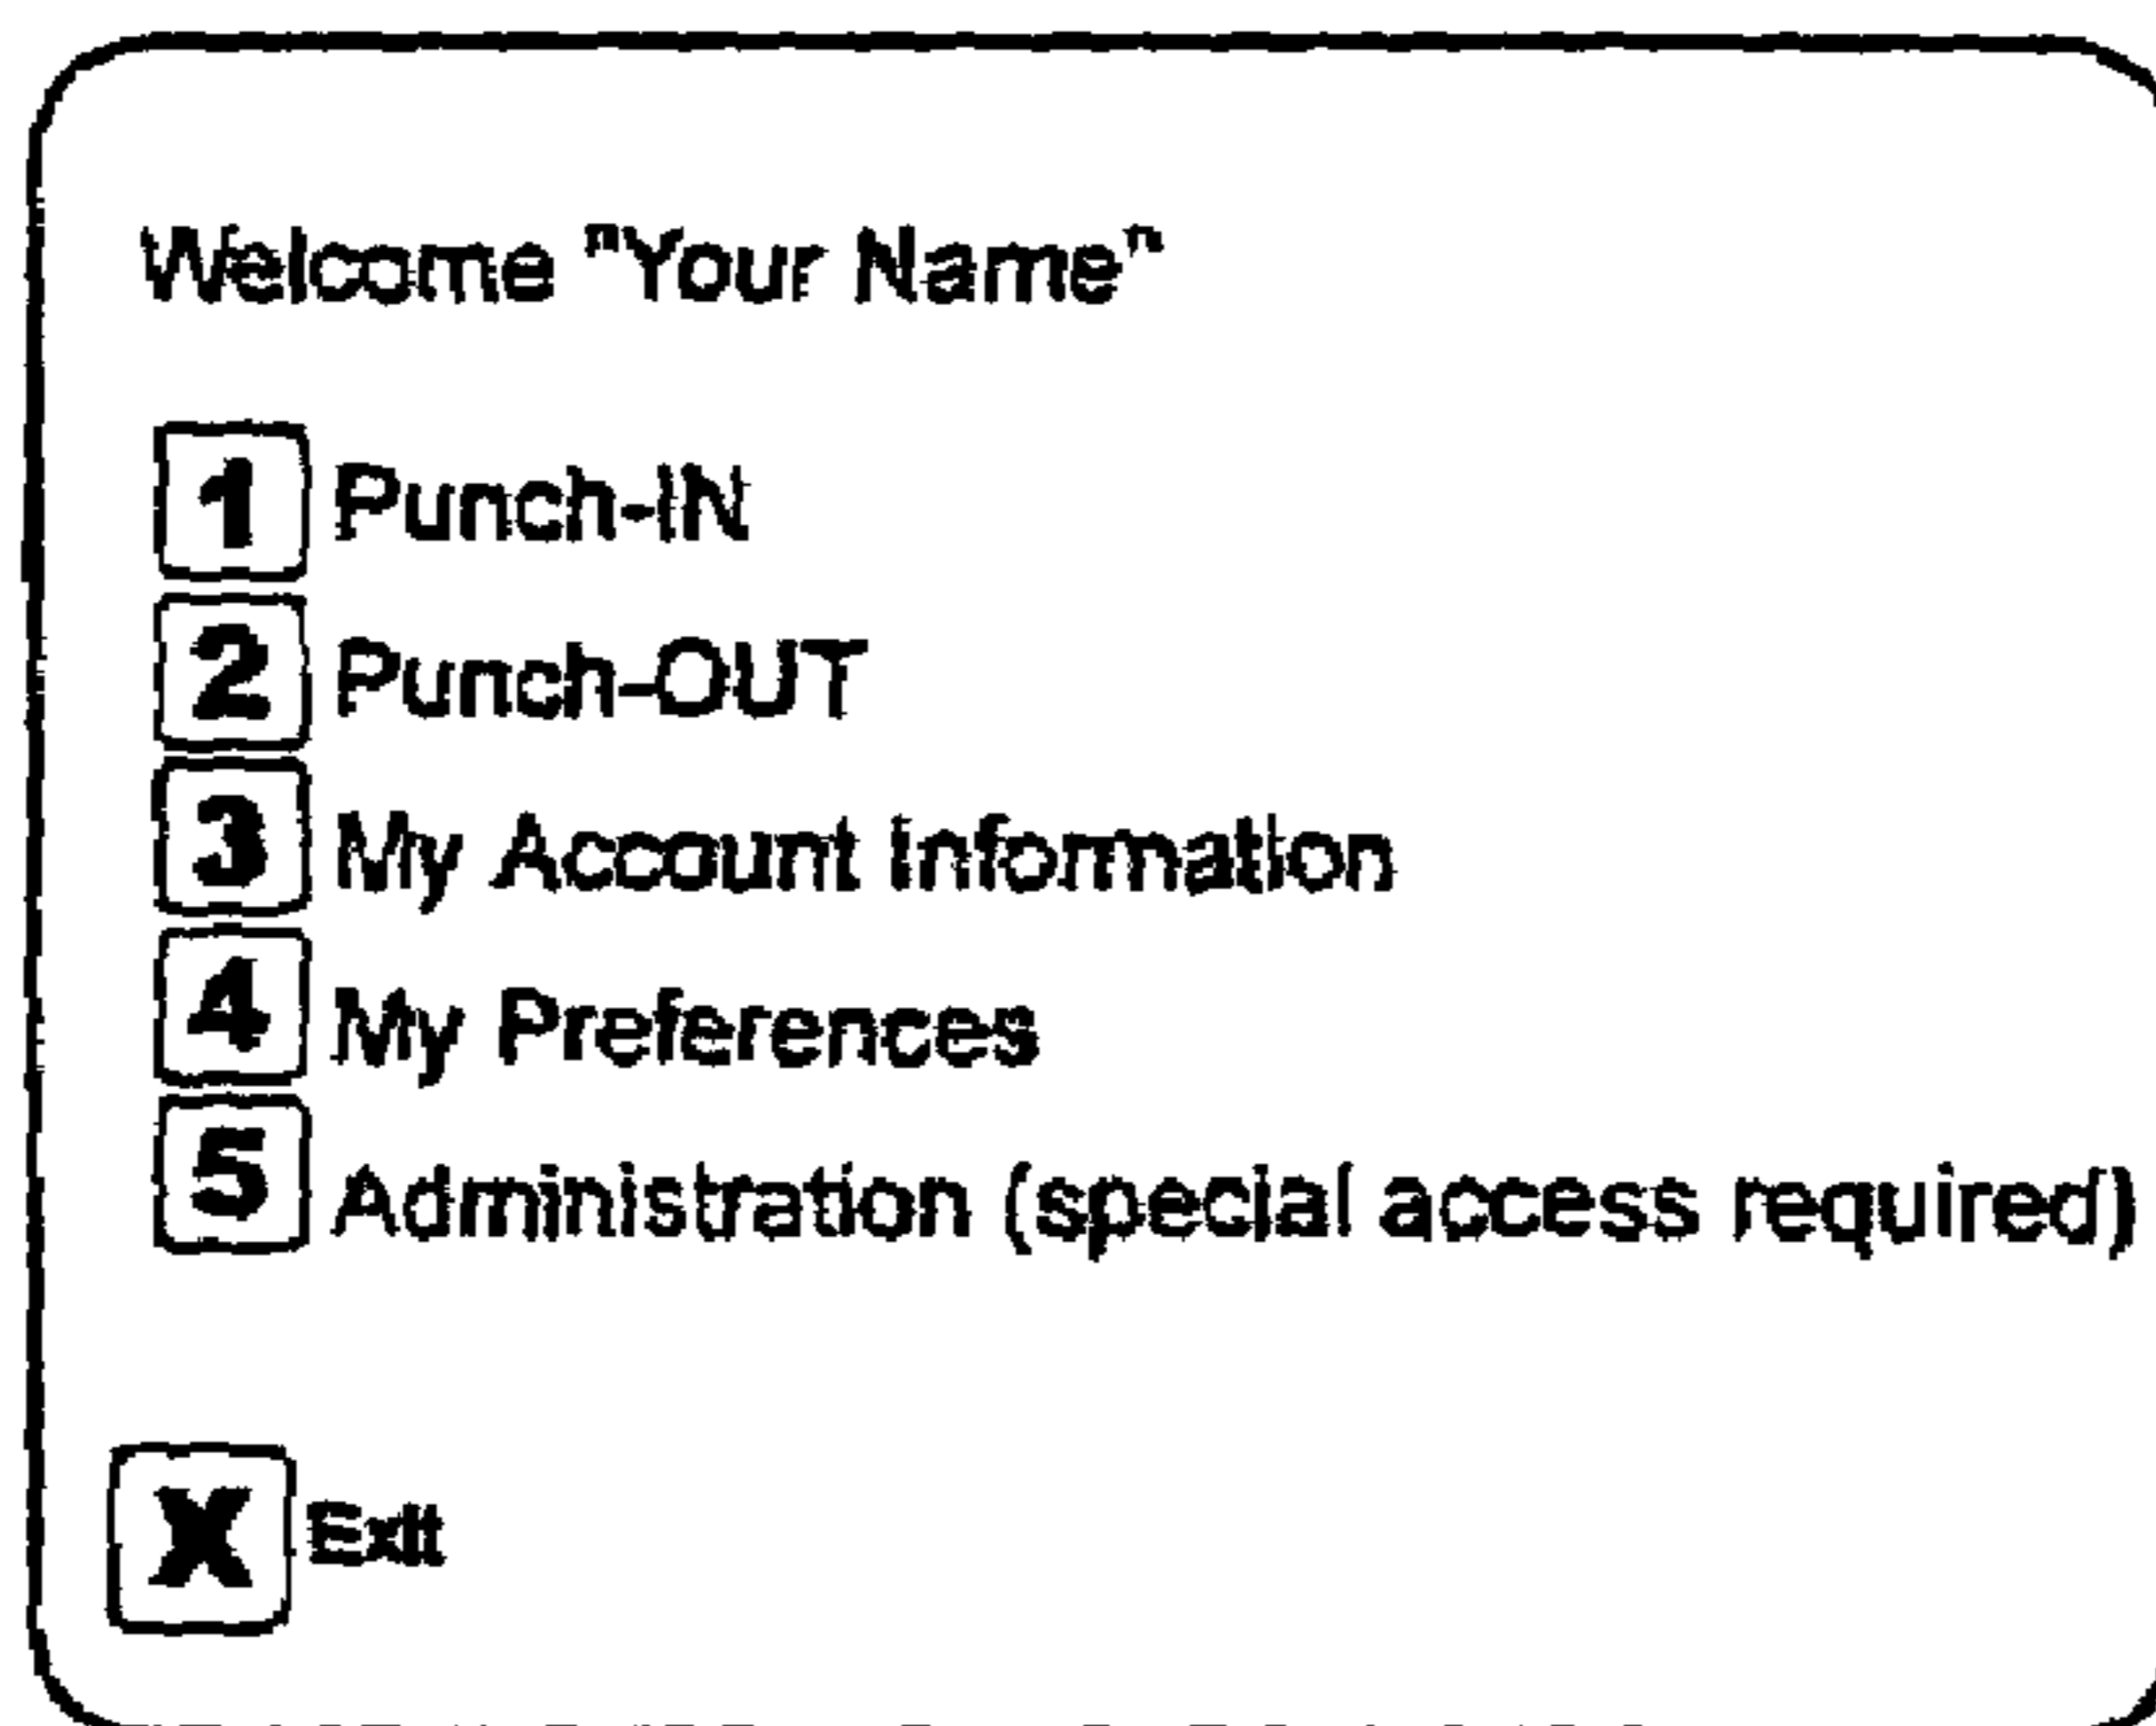 Welcome "Your Name"
1 Punch-IN
2 Punch-OUT
3 My Account Information
4 My Preferences
5 Administration (special access required)
X Exit